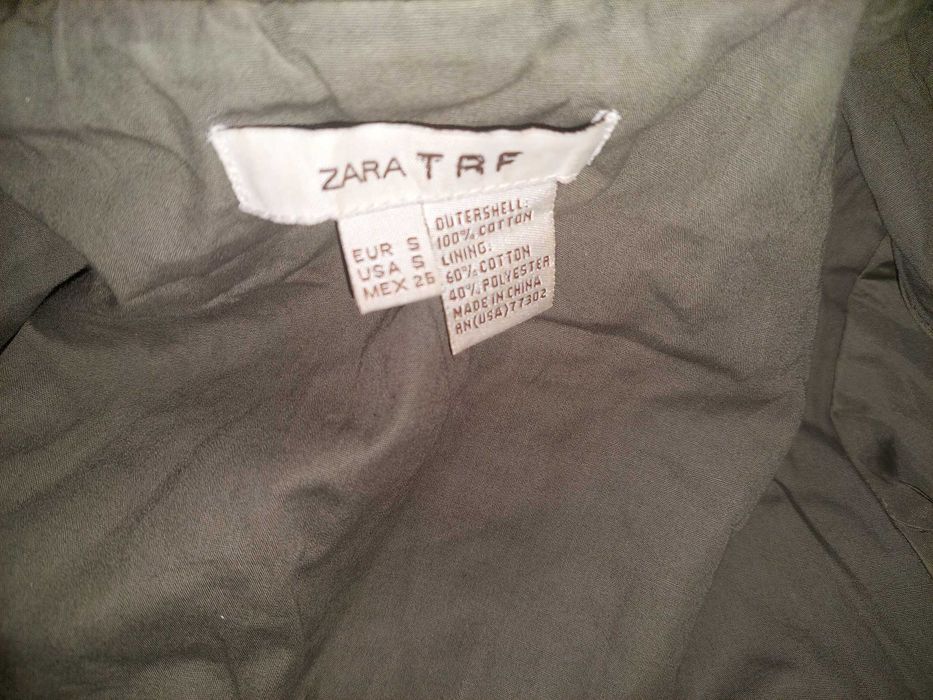 ZARA TRF
EUR S
USA S
MEX 26
OUTERSHELL:
100% COTTON
LINING:
60% COTTON
40% POLYESTER
MADE IN CHINA
RN(USA)77302